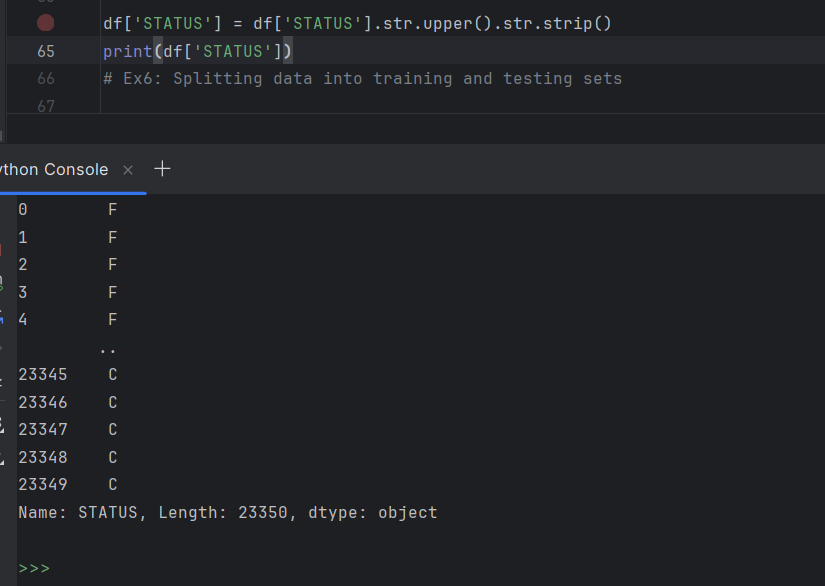 df['STATUS'] = df['STATUS'].str.upper().str.strip()
65 print(df['STATUS'])
66 # Ex6: Splitting data into training and testing sets
67
Console
0 F
1 F
2 F
3 F
4 F
..
23345 C
23346 C
23347 C
23348 C
23349 C
Name: STATUS, Length: 23350, dtype: object
>>>